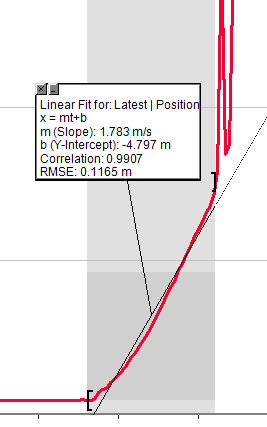 Linear Fit for: Latest | Position
x = mt+b
m (Slope): 1.783 m/s
b (Y-Intercept): -4.797 m
Correlation: 0.9907
RMSE: 0.1165 m